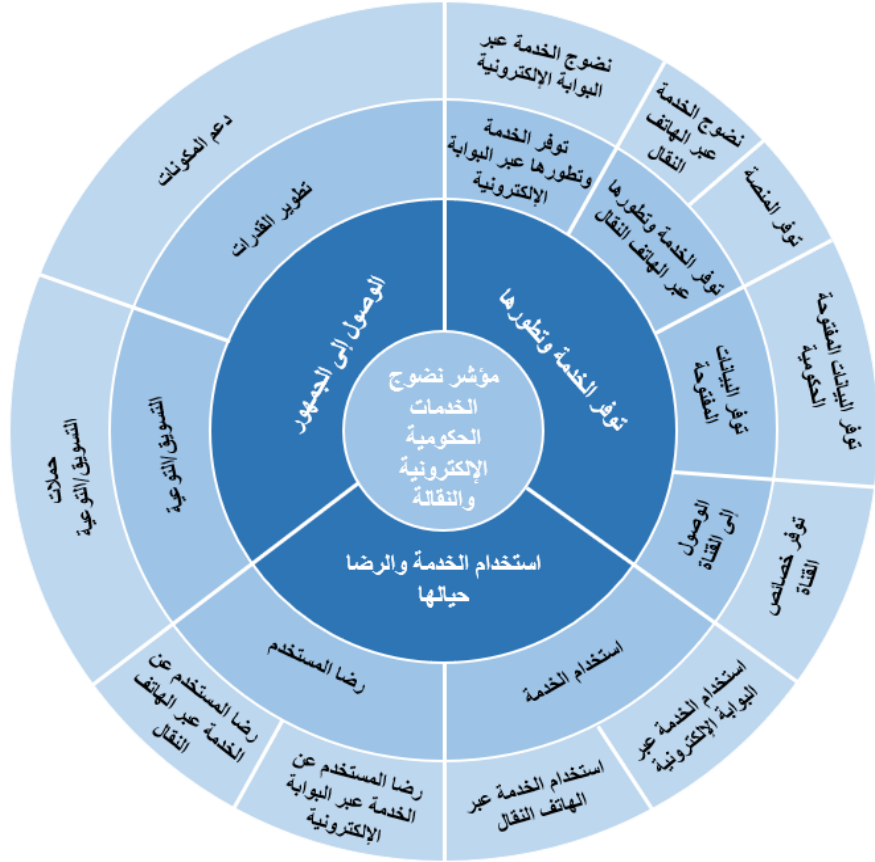 مؤشر نضوج
الخدمات
الحكومية
الإلكترونية
والنقالة
توفر الخدمة وتطورها
استخدام الخدمة والرضا
حيالها
الوصول إلى الجمهور
توفر الخدمة
وتطورها عبر البوابة
الإلكترونية
توفر الخدمة وتطورها
عبر الهاتف النقال
توفر البيانات
المفتوحة
الوصول
إلى القناة
استخدام الخدمة
رضا المستخدم
التسويق/التوعية
تطوير القدرات
نضوج الخدمة عبر
البوابة الإلكترونية
نضوج الخدمة
عبر الهاتف
النقال
توفر المنصة
توفر البيانات المفتوحة
الحكومية
توفر خصائص
القناة
استخدام الخدمة عبر
البوابة الإلكترونية
استخدام الخدمة عبر
الهاتف النقال
رضا المستخدم عن
الخدمة عبر البوابة
الإلكترونية
رضا المستخدم عن
الخدمة عبر الهاتف
النقال
حملات
التسويق/التوعية
دعم المكونات